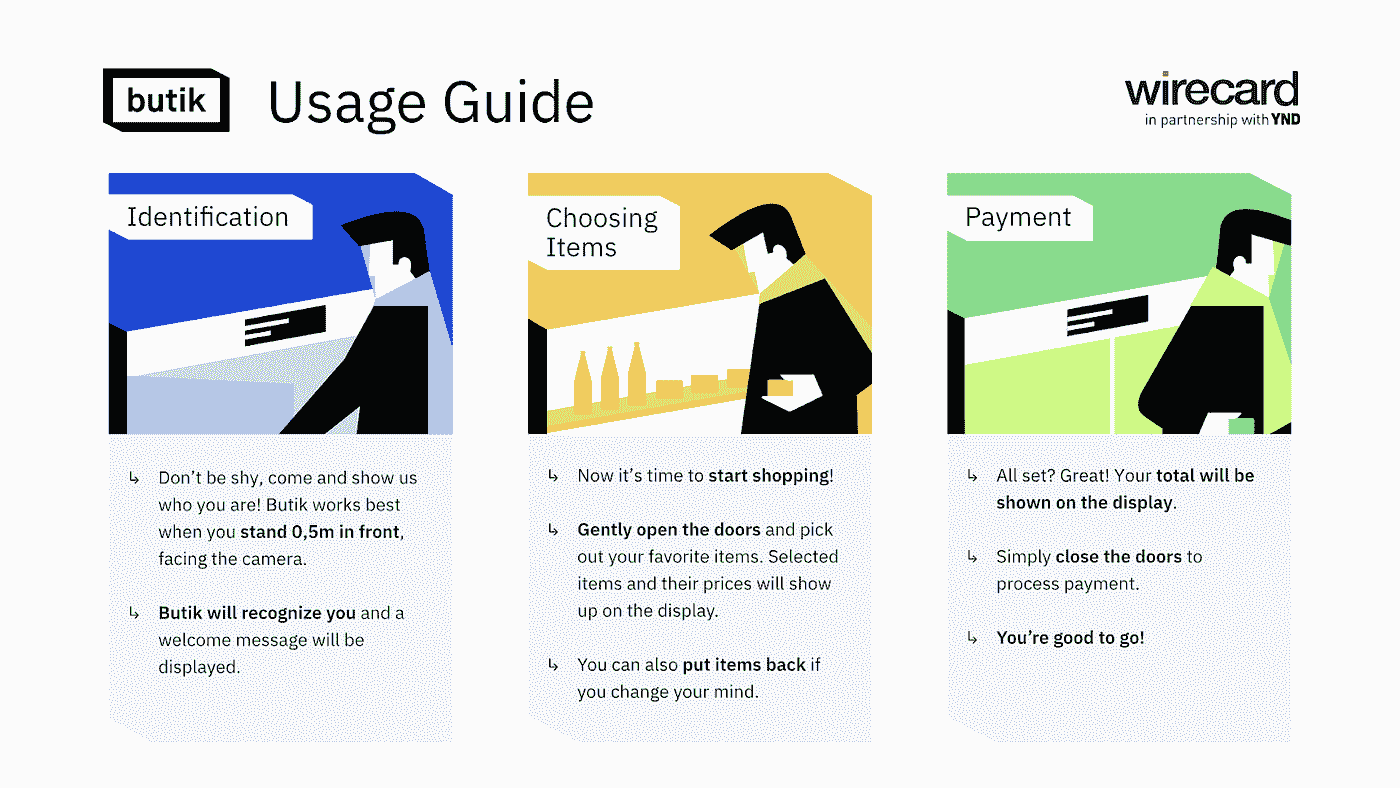 butik
Usage Guide
wirecard
in partnership with YND
Identification
↳ Don’t be shy, come and show us
who you are! Butik works best
when you stand 0,5m in front,
facing the camera.
↳ Butik will recognize you and a
welcome message will be
displayed.
Choosing
Items
↳ Now it’s time to start shopping!
↳ Gently open the doors and pick
out your favorite items. Selected
items and their prices will show
up on the display.
↳ You can also put items back if
you change your mind.
Payment
↳ All set? Great! Your total will be
shown on the display.
↳ Simply close the doors to
process payment.
↳ You’re good to go!